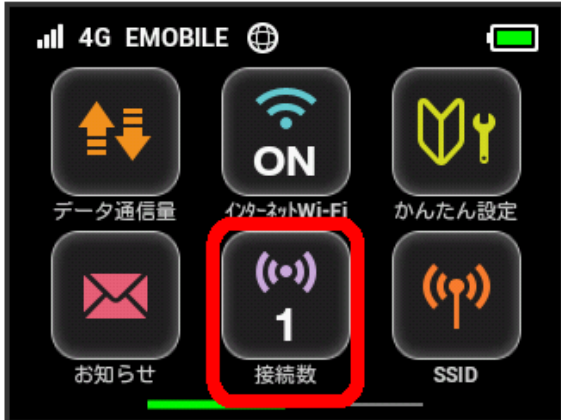 4G EMOBILE
ON
データ通信量
インターネットWi-Fi
かんたん設定
1
お知らせ
接続数
SSID